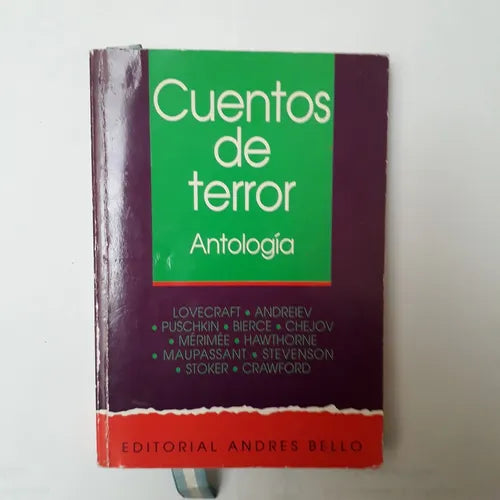 Cuentos
de
terror
Antología
LOVECRAFT • ANDREIEV
• PUSCHKIN • BIERCE • CHEJOV
• MÉRIMÉE • HAWTHORNE
• MAUPASSANT • STEVENSON
• STOKER • CRAWFORD
EDITORIAL ANDRES BELLO